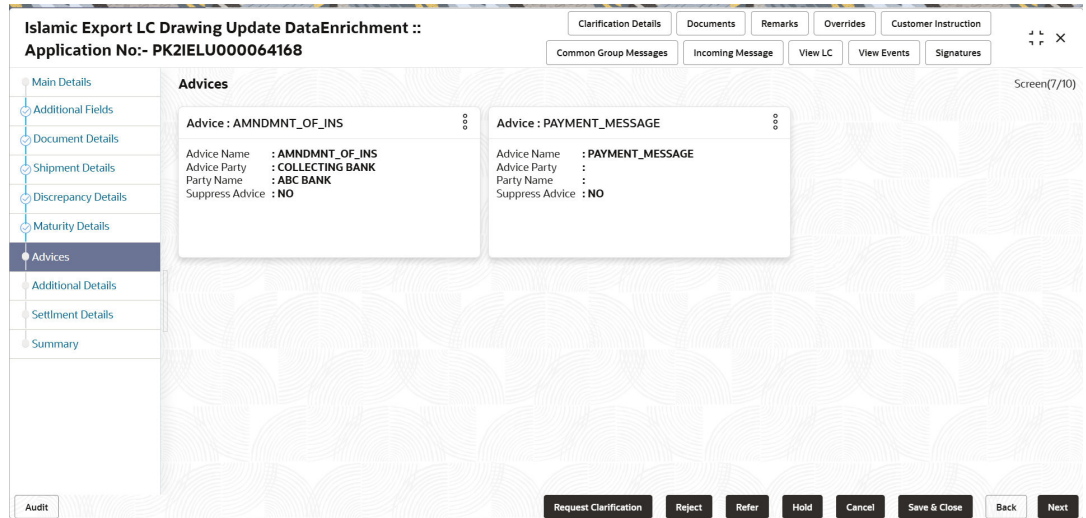 Islamic Export LC Drawing Update DataEnrichment ::
Application No:- PK2IELU000064168
Clarification Details
Documents
Remarks
Overrides
Customer Instruction
Common Group Messages
Incoming Message
View LC
View Events
Signatures
Main Details
Additional Fields
Document Details
Shipment Details
Discrepancy Details
Maturity Details
Advices
Additional Details
Settlment Details
Summary
Advices
Screen(7/10)
Advice : AMNDMNT_OF_INS
Advice Name : AMNDMNT_OF_INS
Advice Party : COLLECTING BANK
Party Name : ABC BANK
Suppress Advice : NO
Advice : PAYMENT_MESSAGE
Advice Name : PAYMENT_MESSAGE
Advice Party :
Party Name :
Suppress Advice : NO
Audit
Request Clarification
Reject
Refer
Hold
Cancel
Save & Close
Back
Next